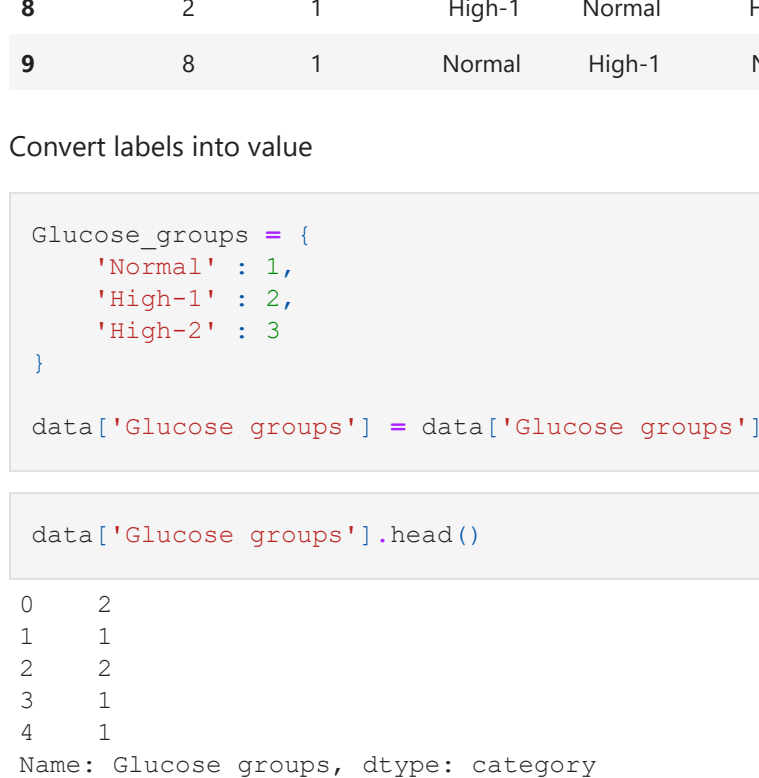 8 2 1 High-1 Normal
9 8 1 Normal High-1
Convert labels into value
Glucose_groups = {
'Normal' : 1,
'High-1' : 2,
'High-2' : 3
}
data['Glucose groups'] = data['Glucose groups']
data['Glucose groups'].head()
0 2
1 1
2 2
3 1
4 1
Name: Glucose groups, dtype: category